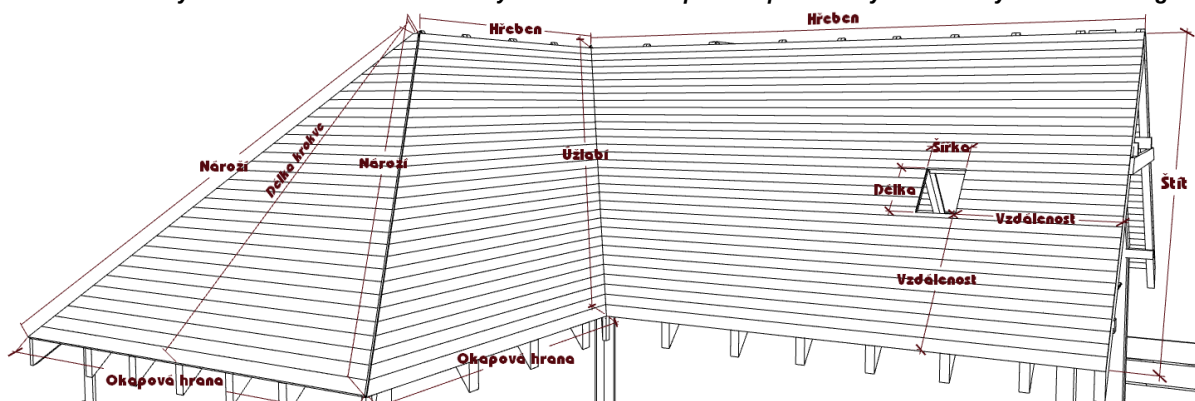 Hřeben
Hřeben
Nároží
Délka krokve
Nároží
Úžlabí
Šířka
Délka
Vzdálenost
Štít
Vzdálenost
Okapová hrana
Okapová hrana